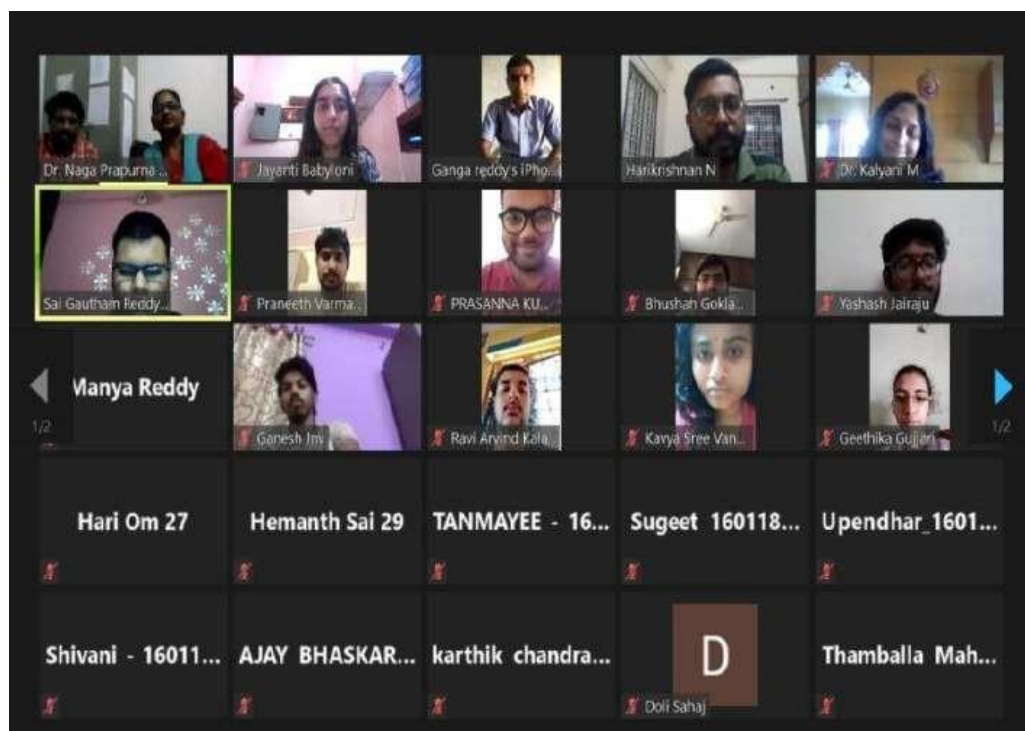 Dr. Naga Prapurna ...
Jayanti Babyloni
Ganga reddy's iPho...
Harikrishnan N
Dr. Kalyani M
Sai Gautham Reddy...
Praneeth Varma...
PRASANNA KU...
Bhushan Gokla...
Yashash Jairaju
Manya Reddy
Ganesh Jnv
Ravi Arvind Kala...
Kavya Sree Van...
Geethika Gujjari
1/2
1/2
Hari Om 27
Hemanth Sai 29
TANMAYEE - 16...
Sugeet 160118...
Upendhar_1601...
Shivani - 16011...
AJAY BHASKAR...
karthik chandra...
D
Doli Sahaj
Thamballa Mah...